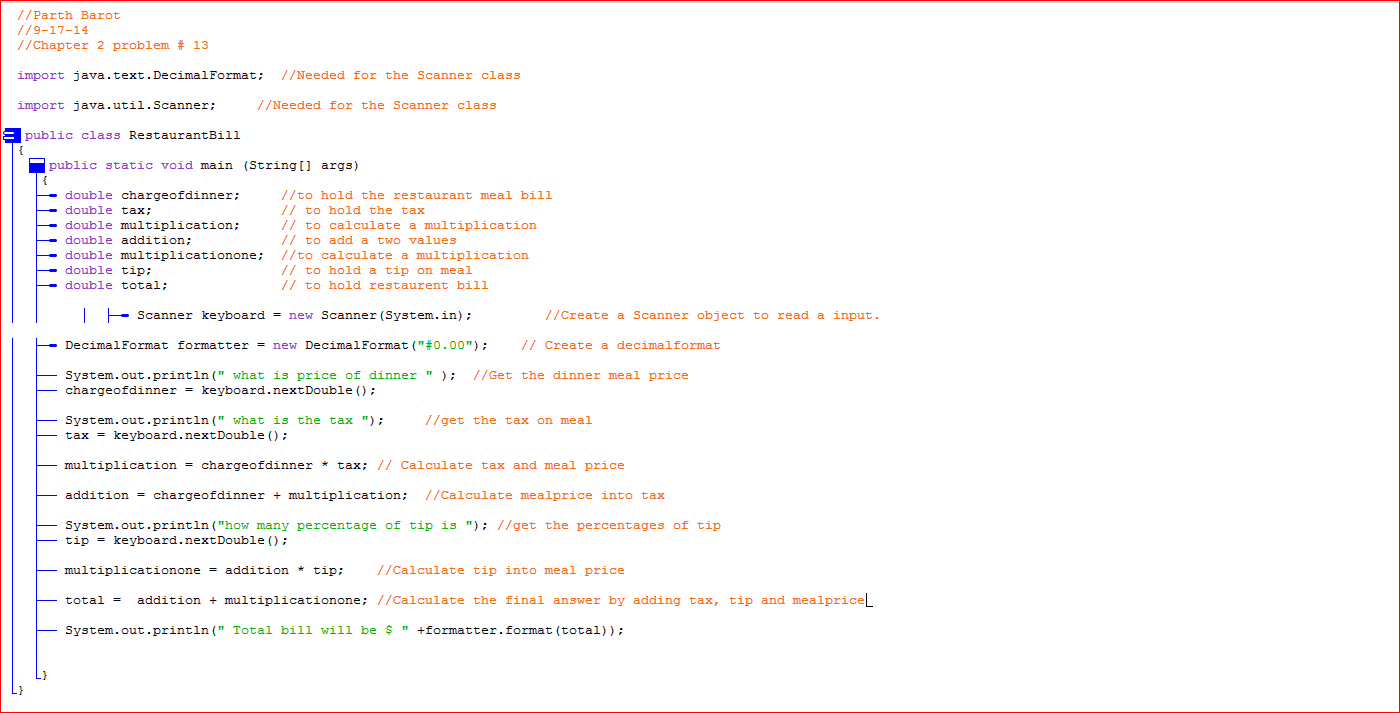 //Parth Barot
//9-17-14
//Chapter 2 problem # 13
import java.text.DecimalFormat;  //Needed for the Scanner class
import java.util.Scanner;     //Needed for the Scanner class
public class RestaurantBill
{
public static void main (String[] args)
{
double chargeofdinner;     //to hold the restaurant meal bill
double tax;                // to hold the tax
double multiplication;     // to calculate a multiplication
double addition;           // to add a two values
double multiplicationone;  //to calculate a multiplication
double tip;                // to hold a tip on meal
double total;              // to hold restaurent bill
Scanner keyboard = new Scanner(System.in);         //Create a Scanner object to read a input.
DecimalFormat formatter = new DecimalFormat("#0.00");    // Create a decimalformat
System.out.println(" what is price of dinner " );  //Get the dinner meal price
chargeofdinner = keyboard.nextDouble();
System.out.println(" what is the tax ");     //get the tax on meal
tax = keyboard.nextDouble();
multiplication = chargeofdinner * tax; // Calculate tax and meal price
addition = chargeofdinner + multiplication;  //Calculate mealprice into tax
System.out.println("how many percentage of tip is "); //get the percentages of tip
tip = keyboard.nextDouble();
multiplicationone = addition * tip;    //Calculate tip into meal price
total =  addition + multiplicationone; //Calculate the final answer by adding tax, tip and mealprice
System.out.println(" Total bill will be $ " +formatter.format(total));
}
}